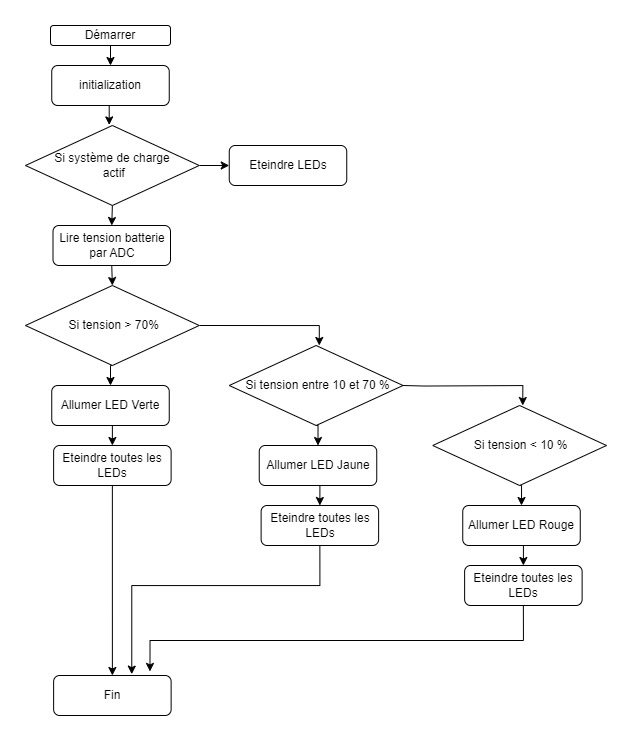 Démarrer
initialization
Si système de charge
actif
Eteindre LEDs
Lire tension batterie
par ADC
Si tension > 70%
Si tension entre 10 et 70 %
Allumer LED Verte
Si tension < 10 %
Eteindre toutes les
LEDs
Allumer LED Jaune
Eteindre toutes les
LEDs
Allumer LED Rouge
Eteindre toutes les
LEDs
Fin